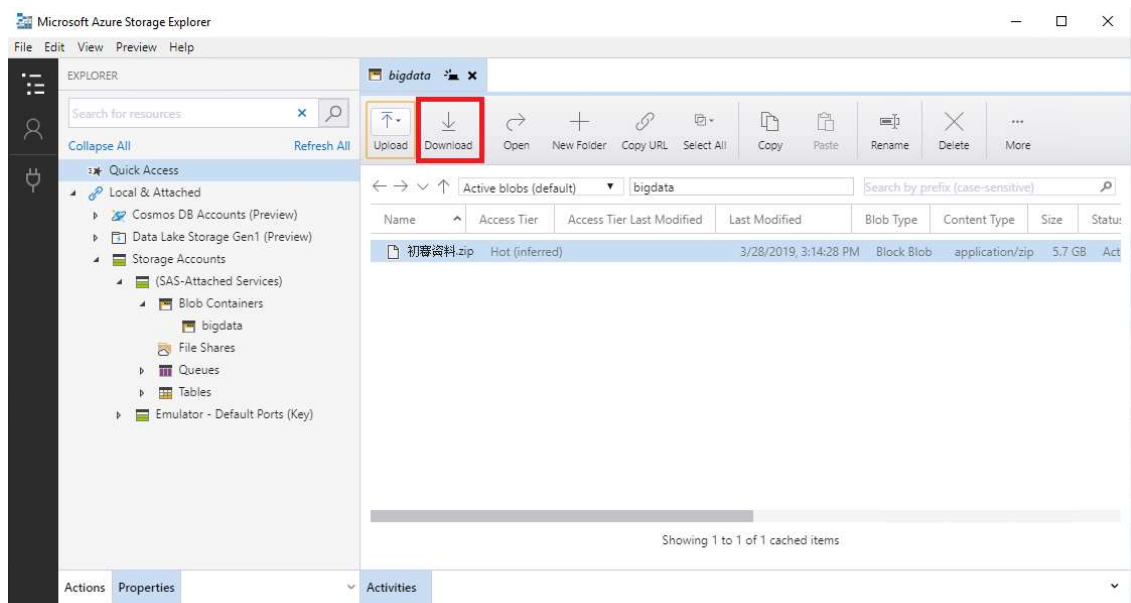 Microsoft Azure Storage Explorer
File Edit View Preview Help
EXPLORER
Search for resources
Collapse All Refresh All
Quick Access
Local & Attached
Cosmos DB Accounts (Preview)
Data Lake Storage Gen1 (Preview)
Storage Accounts
(SAS-Attached Services)
Blob Containers
bigdata
File Shares
Queues
Tables
Emulator - Default Ports (Key)
Actions Properties
bigdata
Upload Download Open New Folder Copy URL Select All Copy Paste Rename Delete More
Active blobs (default) bigdata Search by prefix (case-sensitive)
Name Access Tier Access Tier Last Modified Last Modified Blob Type Content Type Size Status
初賽資料.zip Hot (inferred) 3/28/2019, 3:14:28 PM Block Blob application/zip 5.7 GB Act
Showing 1 to 1 of 1 cached items
Activities